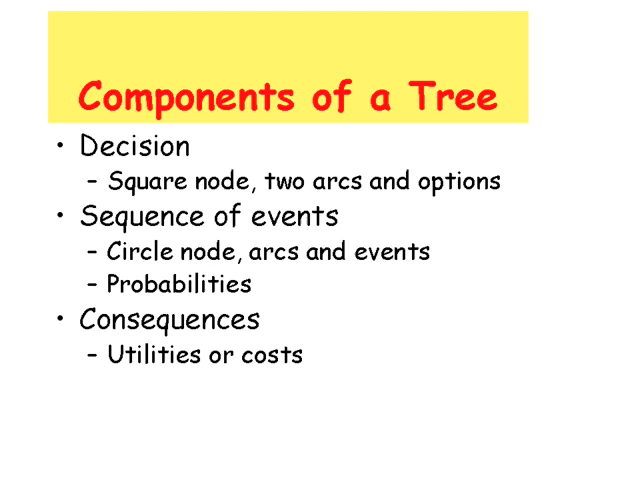 Components of a Tree
• Decision
– Square node, two arcs and options
• Sequence of events
– Circle node, arcs and events
– Probabilities
• Consequences
– Utilities or costs